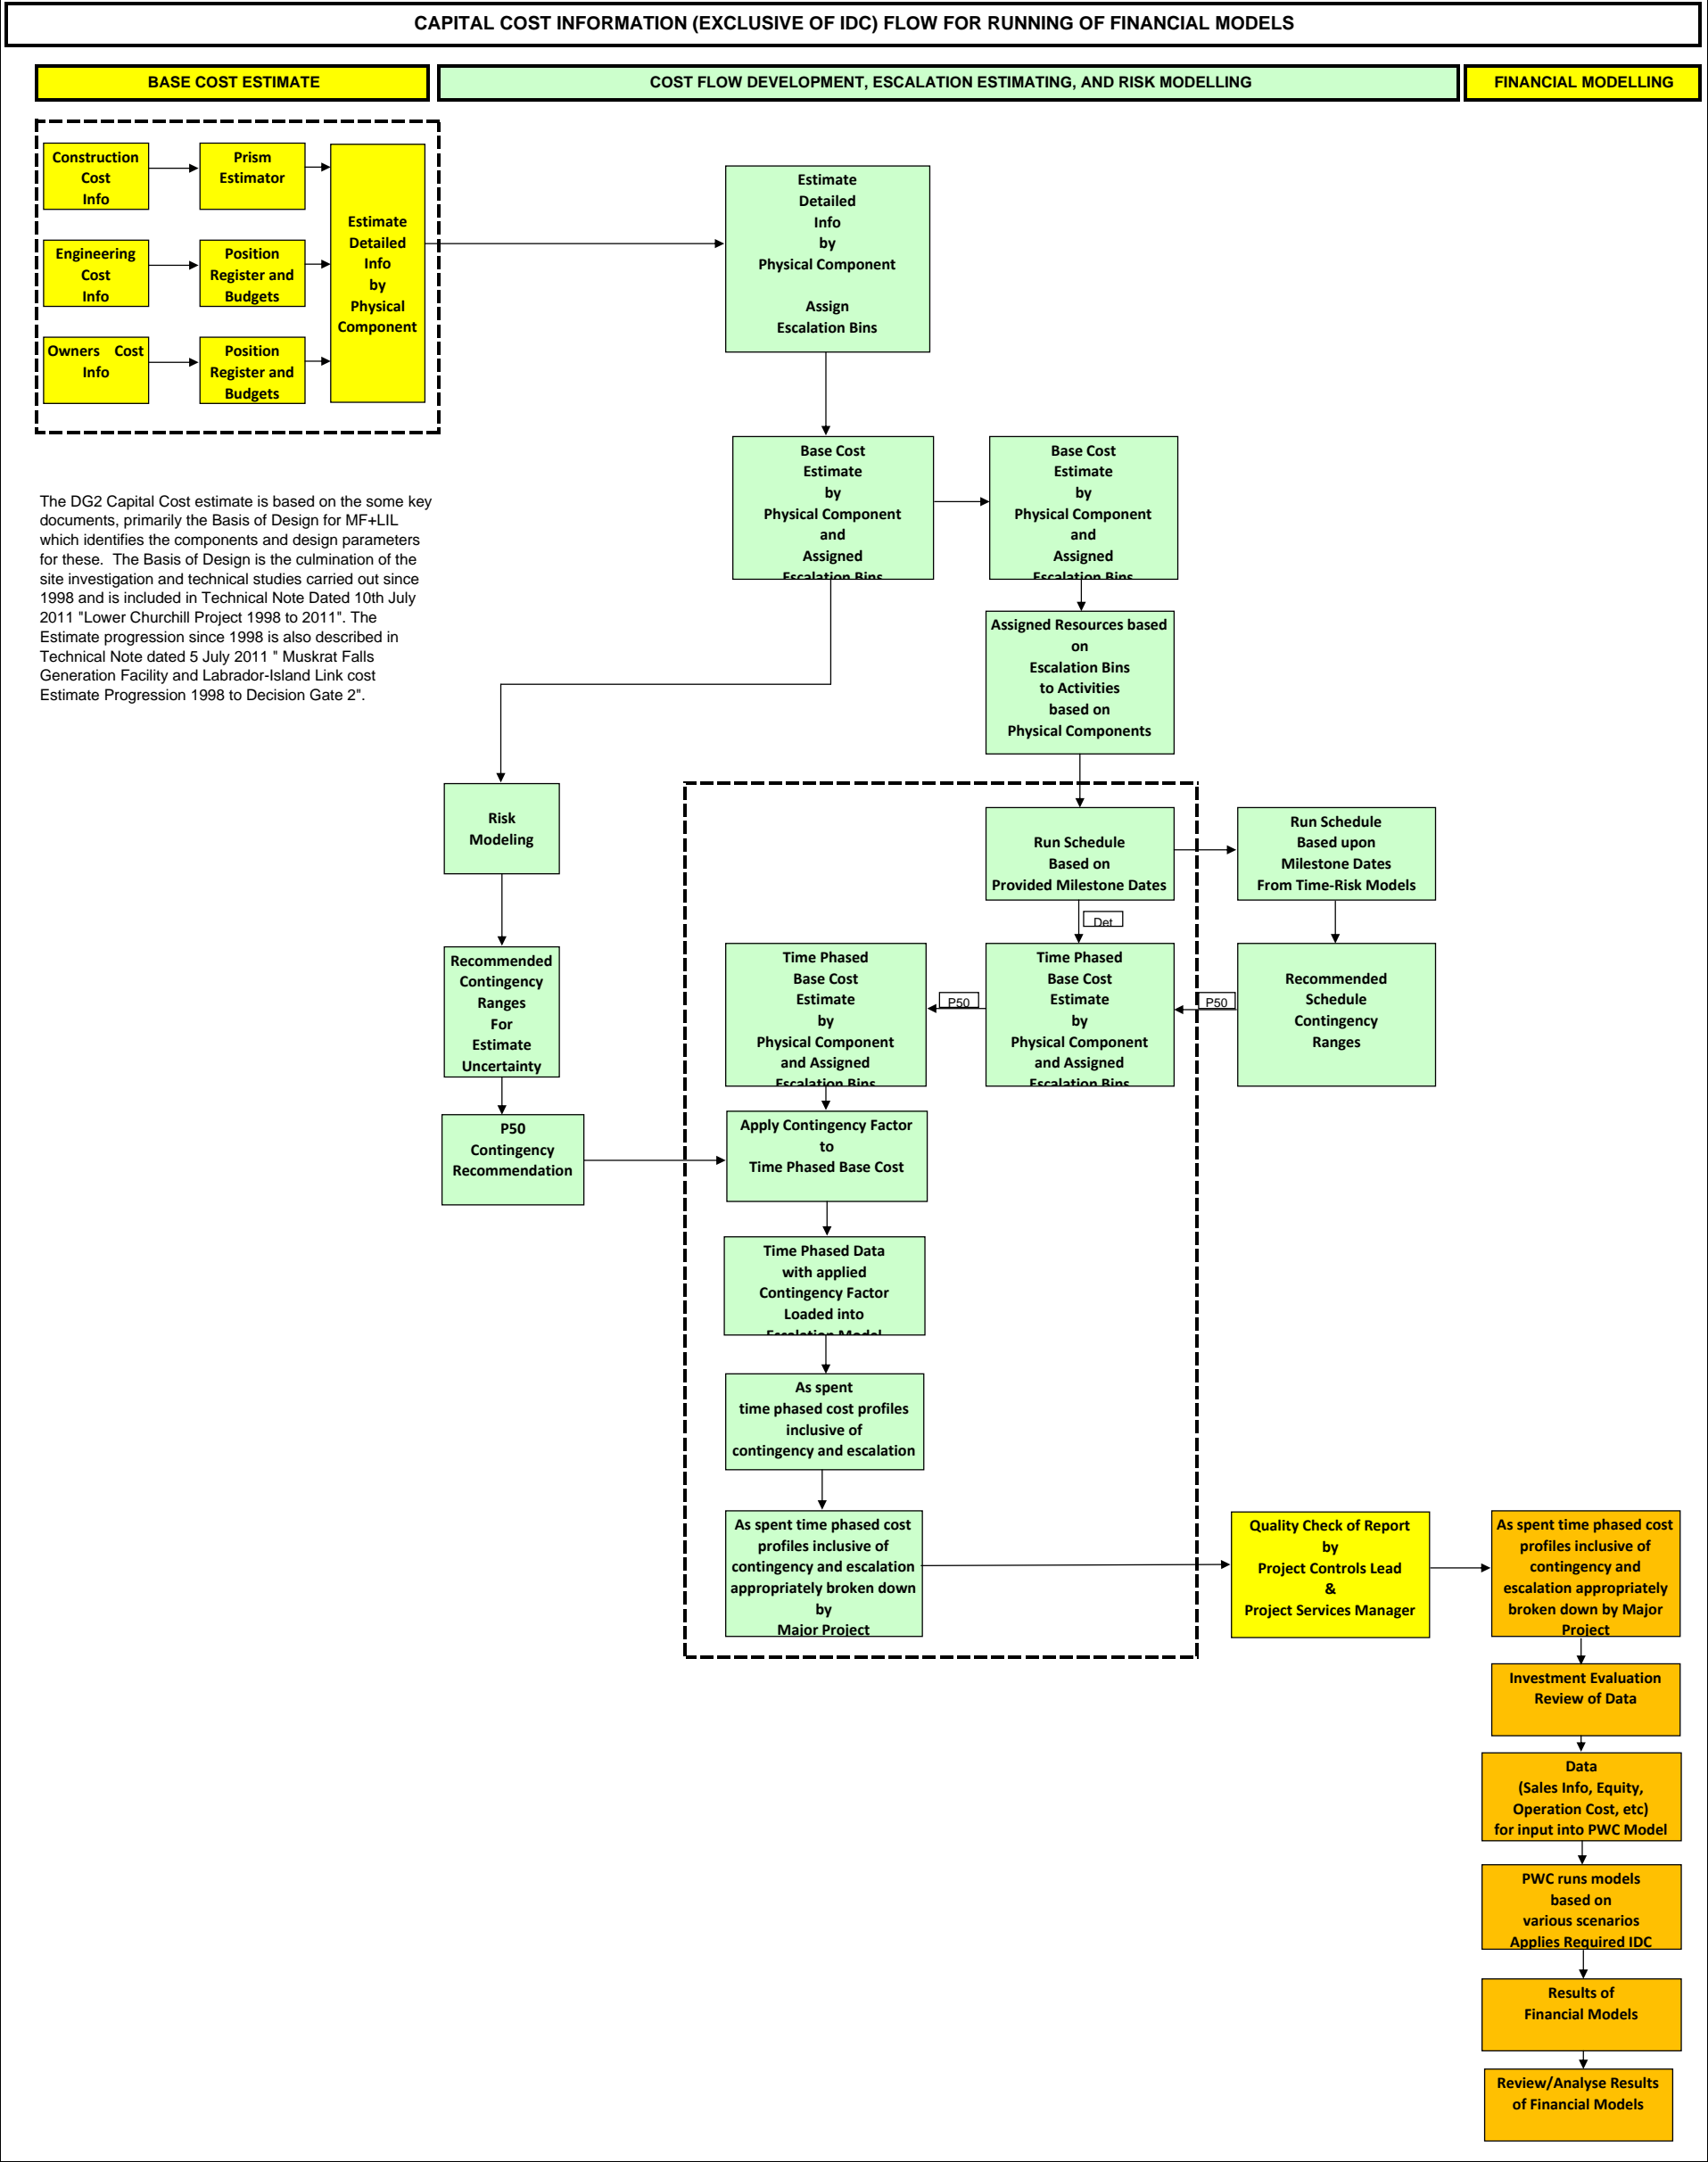 CAPITAL COST INFORMATION (EXCLUSIVE OF IDC) FLOW FOR RUNNING OF FINANCIAL MODELS
BASE COST ESTIMATE
COST FLOW DEVELOPMENT, ESCALATION ESTIMATING, AND RISK MODELLING
FINANCIAL MODELLING
Construction
Cost
Info
Prism
Estimator
Engineering
Cost
Info
Position
Register and
Budgets
Owners Cost
Info
Position
Register and
Budgets
Estimate
Detailed
Info
by
Physical
Component
Estimate
Detailed
Info
by
Physical Component
Assign
Escalation Bins
Base Cost
Estimate
by
Physical Component
and
Assigned
Escalation Bins
Base Cost
Estimate
by
Physical Component
and
Assigned
Escalation Bins
The DG2 Capital Cost estimate is based on the some key
documents, primarily the Basis of Design for MF+LIL
which identifies the components and design parameters
for these. The Basis of Design is the culmination of the
site investigation and technical studies carried out since
1998 and is included in Technical Note Dated 10th July
2011 "Lower Churchill Project 1998 to 2011". The
Estimate progression since 1998 is also described in
Technical Note dated 5 July 2011 " Muskrat Falls
Generation Facility and Labrador-Island Link cost
Estimate Progression 1998 to Decision Gate 2".
Assigned Resources based
on
Escalation Bins
to Activities
based on
Physical Components
Risk
Modeling
Run Schedule
Based on
Provided Milestone Dates
Run Schedule
Based upon
Milestone Dates
From Time-Risk Models
Det
Recommended
Contingency
Ranges
For
Estimate
Uncertainty
Time Phased
Base Cost
Estimate
by
Physical Component
and Assigned
Escalation Bins
P50
Time Phased
Base Cost
Estimate
by
Physical Component
and Assigned
Escalation Bins
P50
Recommended
Schedule
Contingency
Ranges
P50
Contingency
Recommendation
Apply Contingency Factor
to
Time Phased Base Cost
Time Phased Data
with applied
Contingency Factor
Loaded into
Escalation Model
As spent
time phased cost profiles
inclusive of
contingency and escalation
As spent time phased cost
profiles inclusive of
contingency and escalation
appropriately broken down
by
Major Project
Quality Check of Report
by
Project Controls Lead
&
Project Services Manager
As spent time phased cost
profiles inclusive of
contingency and
escalation appropriately
broken down by Major
Project
Investment Evaluation
Review of Data
Data
(Sales Info, Equity,
Operation Cost, etc)
for input into PWC Model
PWC runs models
based on
various scenarios
Applies Required IDC
Results of
Financial Models
Review/Analyse Results
of Financial Models